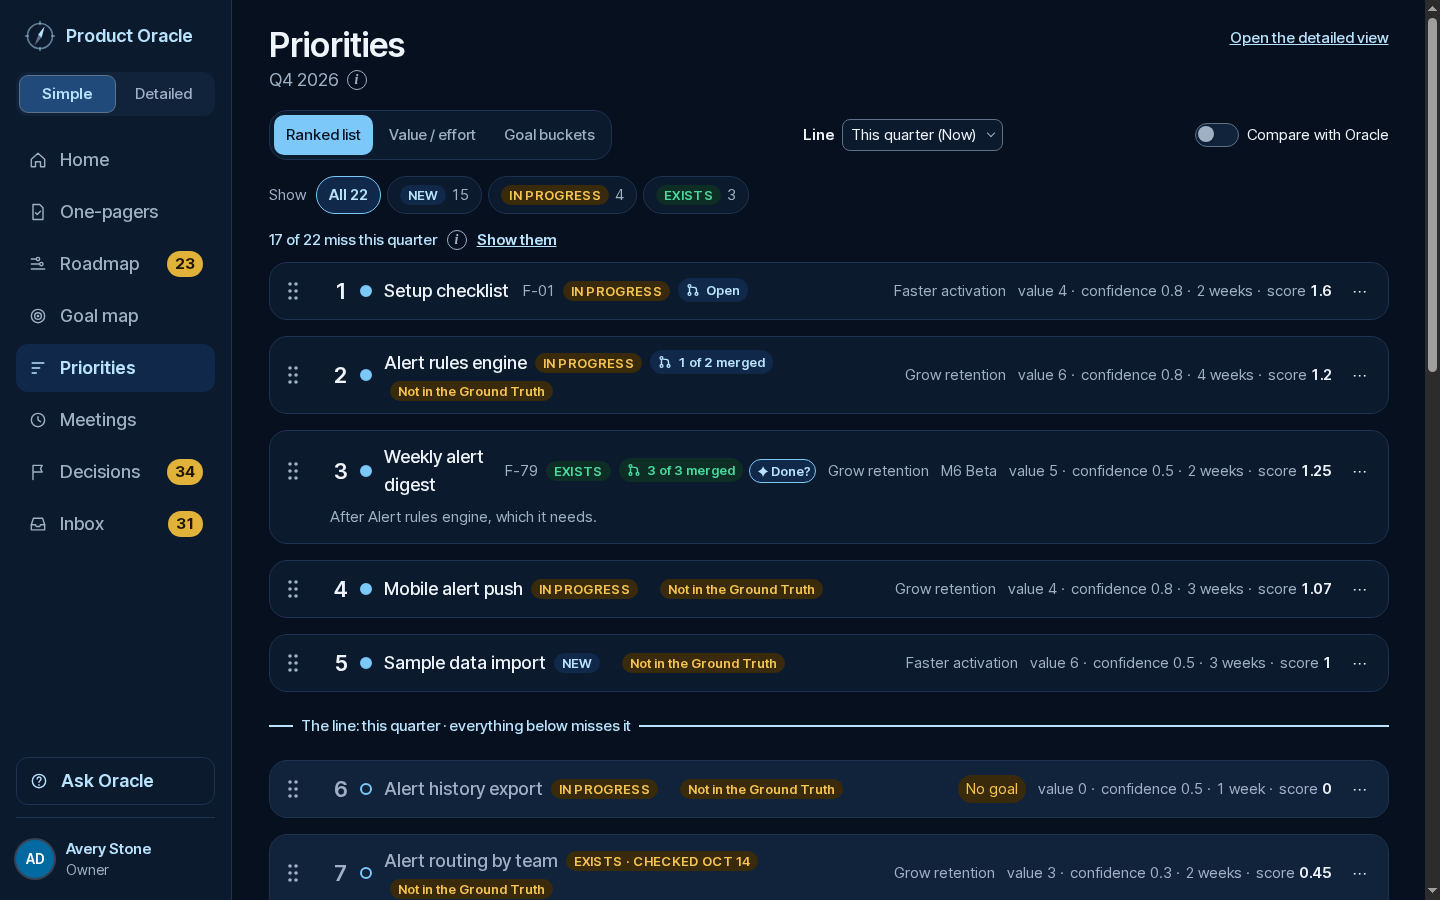 Product Oracle
Simple
Detailed
Home
One-pagers
Roadmap 23
Goal map
Priorities
Meetings
Decisions 34
Inbox 31
Ask Oracle
AD
Avery Stone
Owner
Priorities
Open the detailed view
Q4 2026 i
Ranked list
Value / effort
Goal buckets
Line This quarter (Now)
Compare with Oracle
Show All 22 NEW 15 IN PROGRESS 4 EXISTS 3
17 of 22 miss this quarter i Show them
1 Setup checklist F-01 IN PROGRESS Open Faster activation value 4 · confidence 0.8 · 2 weeks · score 1.6 ...
2 Alert rules engine IN PROGRESS 1 of 2 merged
Not in the Ground Truth
Grow retention value 6 · confidence 0.8 · 4 weeks · score 1.2 ...
3 Weekly alert digest F-79 EXISTS 3 of 3 merged ✦ Done? Grow retention M6 Beta value 5 · confidence 0.5 · 2 weeks · score 1.25 ...
After Alert rules engine, which it needs.
4 Mobile alert push IN PROGRESS Not in the Ground Truth Grow retention value 4 · confidence 0.8 · 3 weeks · score 1.07 ...
5 Sample data import NEW Not in the Ground Truth Faster activation value 6 · confidence 0.5 · 3 weeks · score 1 ...
The line: this quarter · everything below misses it
6 Alert history export IN PROGRESS Not in the Ground Truth No goal value 0 · confidence 0.5 · 1 week · score 0 ...
7 Alert routing by team EXISTS · CHECKED OCT 14
Not in the Ground Truth
Grow retention value 3 · confidence 0.3 · 2 weeks · score 0.45 ...